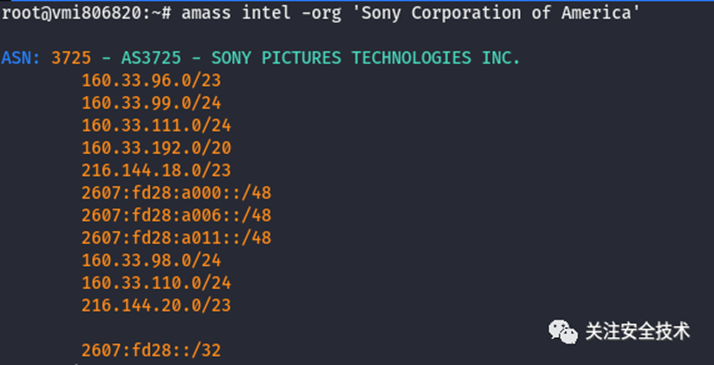 root@vmi806820:~# amass intel -org 'Sony Corporation of America'
ASN: 3725 - AS3725 - SONY PICTURES TECHNOLOGIES INC.
160.33.96.0/23
160.33.99.0/24
160.33.111.0/24
160.33.192.0/20
216.144.18.0/23
2607:fd28:a000::/48
2607:fd28:a006::/48
2607:fd28:a011::/48
160.33.98.0/24
160.33.110.0/24
216.144.20.0/23
2607:fd28::/32
关注安全技术